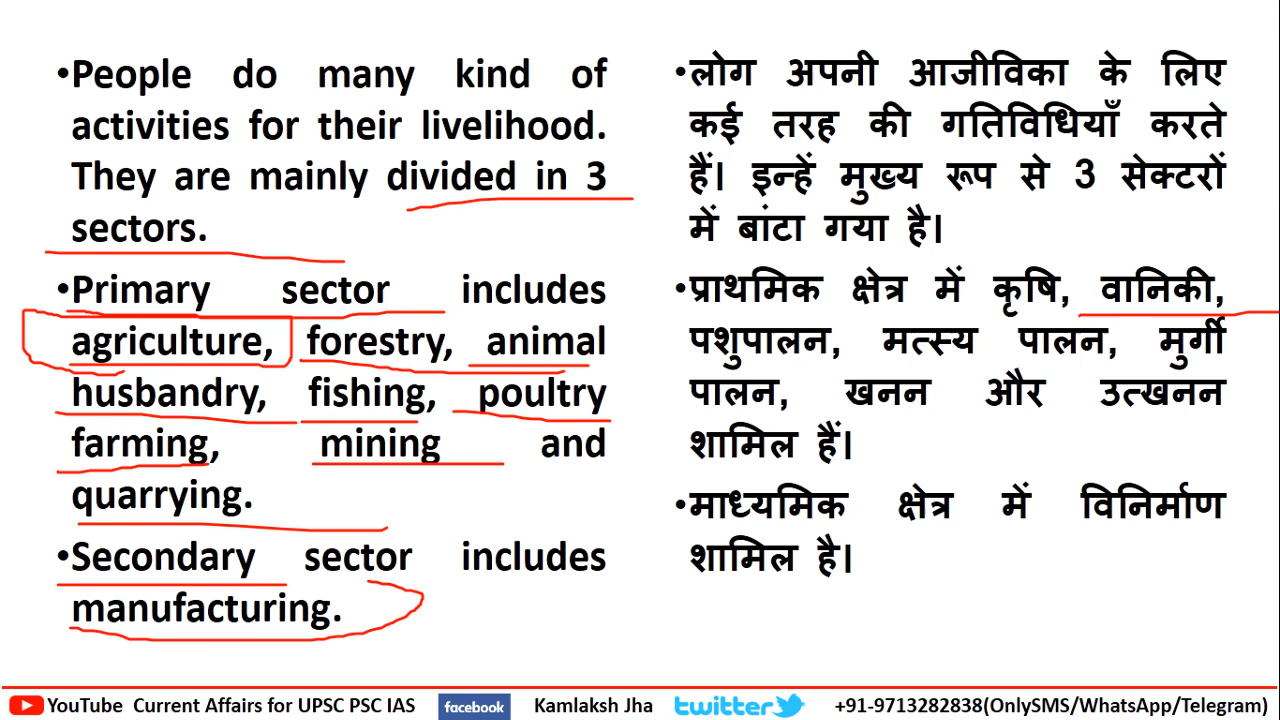 •People do many kind of
activities for their livelihood.
They are mainly divided in 3
sectors.
•Primary sector includes
agriculture, forestry, animal
husbandry, fishing, poultry
farming, mining and
quarrying.
•Secondary sector includes
manufacturing.
•लोग अपनी आजीविका के लिए
कई तरह की गतिविधियाँ करते
हैं। इन्हें मुख्य रूप से 3 सेक्टरों
में बांटा गया है।
•प्राथमिक क्षेत्र में कृषि, वानिकी,
पशुपालन, मत्स्य पालन, मुर्गी
पालन, खनन और उत्खनन
शामिल हैं।
•माध्यमिक क्षेत्र में विनिर्माण
शामिल है।
YouTube Current Affairs for UPSC PSC IAS facebook Kamlaksh Jha twitter +91-9713282838(OnlySMS/WhatsApp/Telegram)